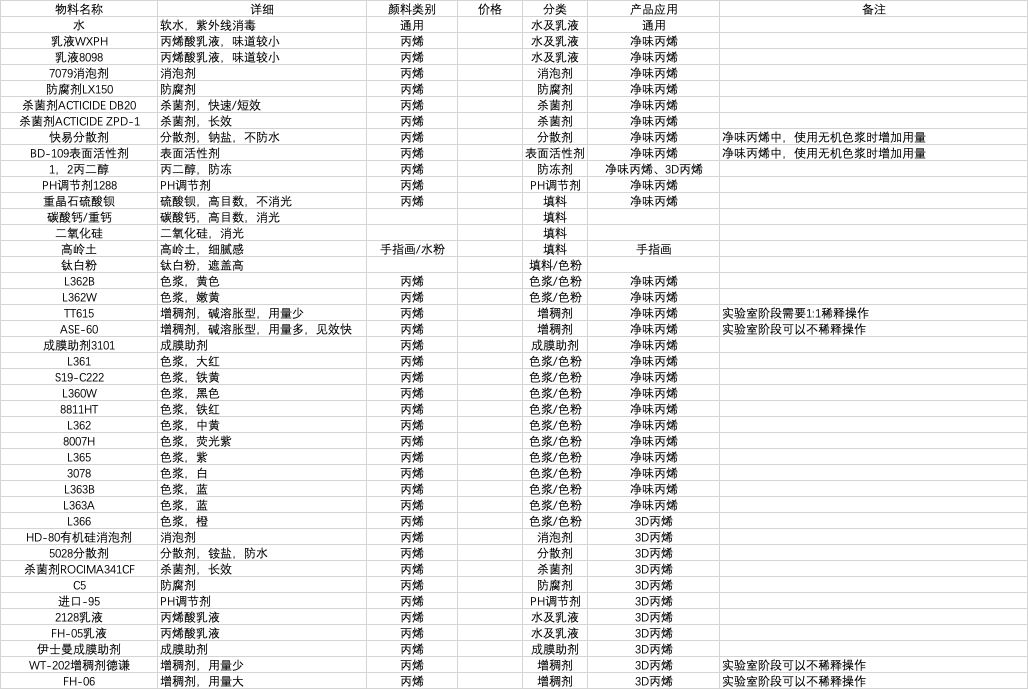 物料名称 详细 颜料类别 价格 分类 产品应用 备注
水 软水，紫外线消毒 通用 水及乳液 通用
乳液WXPH 丙烯酸乳液，味道较小 丙烯 水及乳液 净味丙烯
乳液8098 丙烯酸乳液，味道较小 丙烯 水及乳液 净味丙烯
7079消泡剂 消泡剂 丙烯 消泡剂 净味丙烯
防腐剂LX150 防腐剂 丙烯 防腐剂 净味丙烯
杀菌剂ACTICIDE DB20 杀菌剂，快速/短效 丙烯 杀菌剂 净味丙烯
杀菌剂ACTICIDE ZPD-1 杀菌剂，长效 丙烯 杀菌剂 净味丙烯
快易分散剂 分散剂，钠盐，不防水 丙烯 分散剂 净味丙烯 净味丙烯中，使用无机色浆时增加用量
BD-109表面活性剂 表面活性剂 丙烯 表面活性剂 净味丙烯 净味丙烯中，使用无机色浆时增加用量
1，2丙二醇 丙二醇，防冻 丙烯 防冻剂 净味丙烯、3D丙烯
PH调节剂1288 PH调节剂 丙烯 PH调节剂 净味丙烯
重晶石硫酸钡 硫酸钡，高目数，不消光 丙烯 填料 净味丙烯
碳酸钙/重钙 碳酸钙，高目数，消光 填料
二氧化硅 二氧化硅，消光 填料
高岭土 高岭土，细腻感 手指画/水粉 填料 手指画
钛白粉 钛白粉，遮盖高 填料/色粉
L362B 色浆，黄色 丙烯 色浆/色粉 净味丙烯
L362W 色浆，嫩黄 丙烯 色浆/色粉 净味丙烯
TT615 增稠剂，碱溶胀型，用量少 丙烯 增稠剂 净味丙烯 实验室阶段需要1:1稀释操作
ASE-60 增稠剂，碱溶胀型，用量多，见效快 丙烯 增稠剂 净味丙烯 实验室阶段可以不稀释操作
成膜助剂3101 成膜助剂 丙烯 成膜助剂 净味丙烯
L361 色浆，大红 丙烯 色浆/色粉 净味丙烯
S19-C222 色浆，铁黄 丙烯 色浆/色粉 净味丙烯
L360W 色浆，黑色 丙烯 色浆/色粉 净味丙烯
8811HT 色浆，铁红 丙烯 色浆/色粉 净味丙烯
L362 色浆，中黄 丙烯 色浆/色粉 净味丙烯
8007H 色浆，荧光紫 丙烯 色浆/色粉 净味丙烯
L365 色浆，紫 丙烯 色浆/色粉 净味丙烯
3078 色浆，白 丙烯 色浆/色粉 净味丙烯
L363B 色浆，蓝 丙烯 色浆/色粉 净味丙烯
L363A 色浆，蓝 丙烯 色浆/色粉 净味丙烯
L366 色浆，橙 丙烯 色浆/色粉 3D丙烯
HD-80有机硅消泡剂 消泡剂 丙烯 消泡剂 3D丙烯
5028分散剂 分散剂，铵盐，防水 丙烯 分散剂 3D丙烯
杀菌剂ROCIMA341CF 杀菌剂，长效 丙烯 杀菌剂 3D丙烯
C5 防腐剂 丙烯 防腐剂 3D丙烯
进口-95 PH调节剂 丙烯 PH调节剂 3D丙烯
2128乳液 丙烯酸乳液 丙烯 水及乳液 3D丙烯
FH-05乳液 丙烯酸乳液 丙烯 水及乳液 3D丙烯
伊士曼成膜助剂 成膜助剂 丙烯 成膜助剂 3D丙烯
WT-202增稠剂德谦 增稠剂，用量少 丙烯 增稠剂 3D丙烯 实验室阶段可以不稀释操作
FH-06 增稠剂，用量大 丙烯 增稠剂 3D丙烯 实验室阶段可以不稀释操作